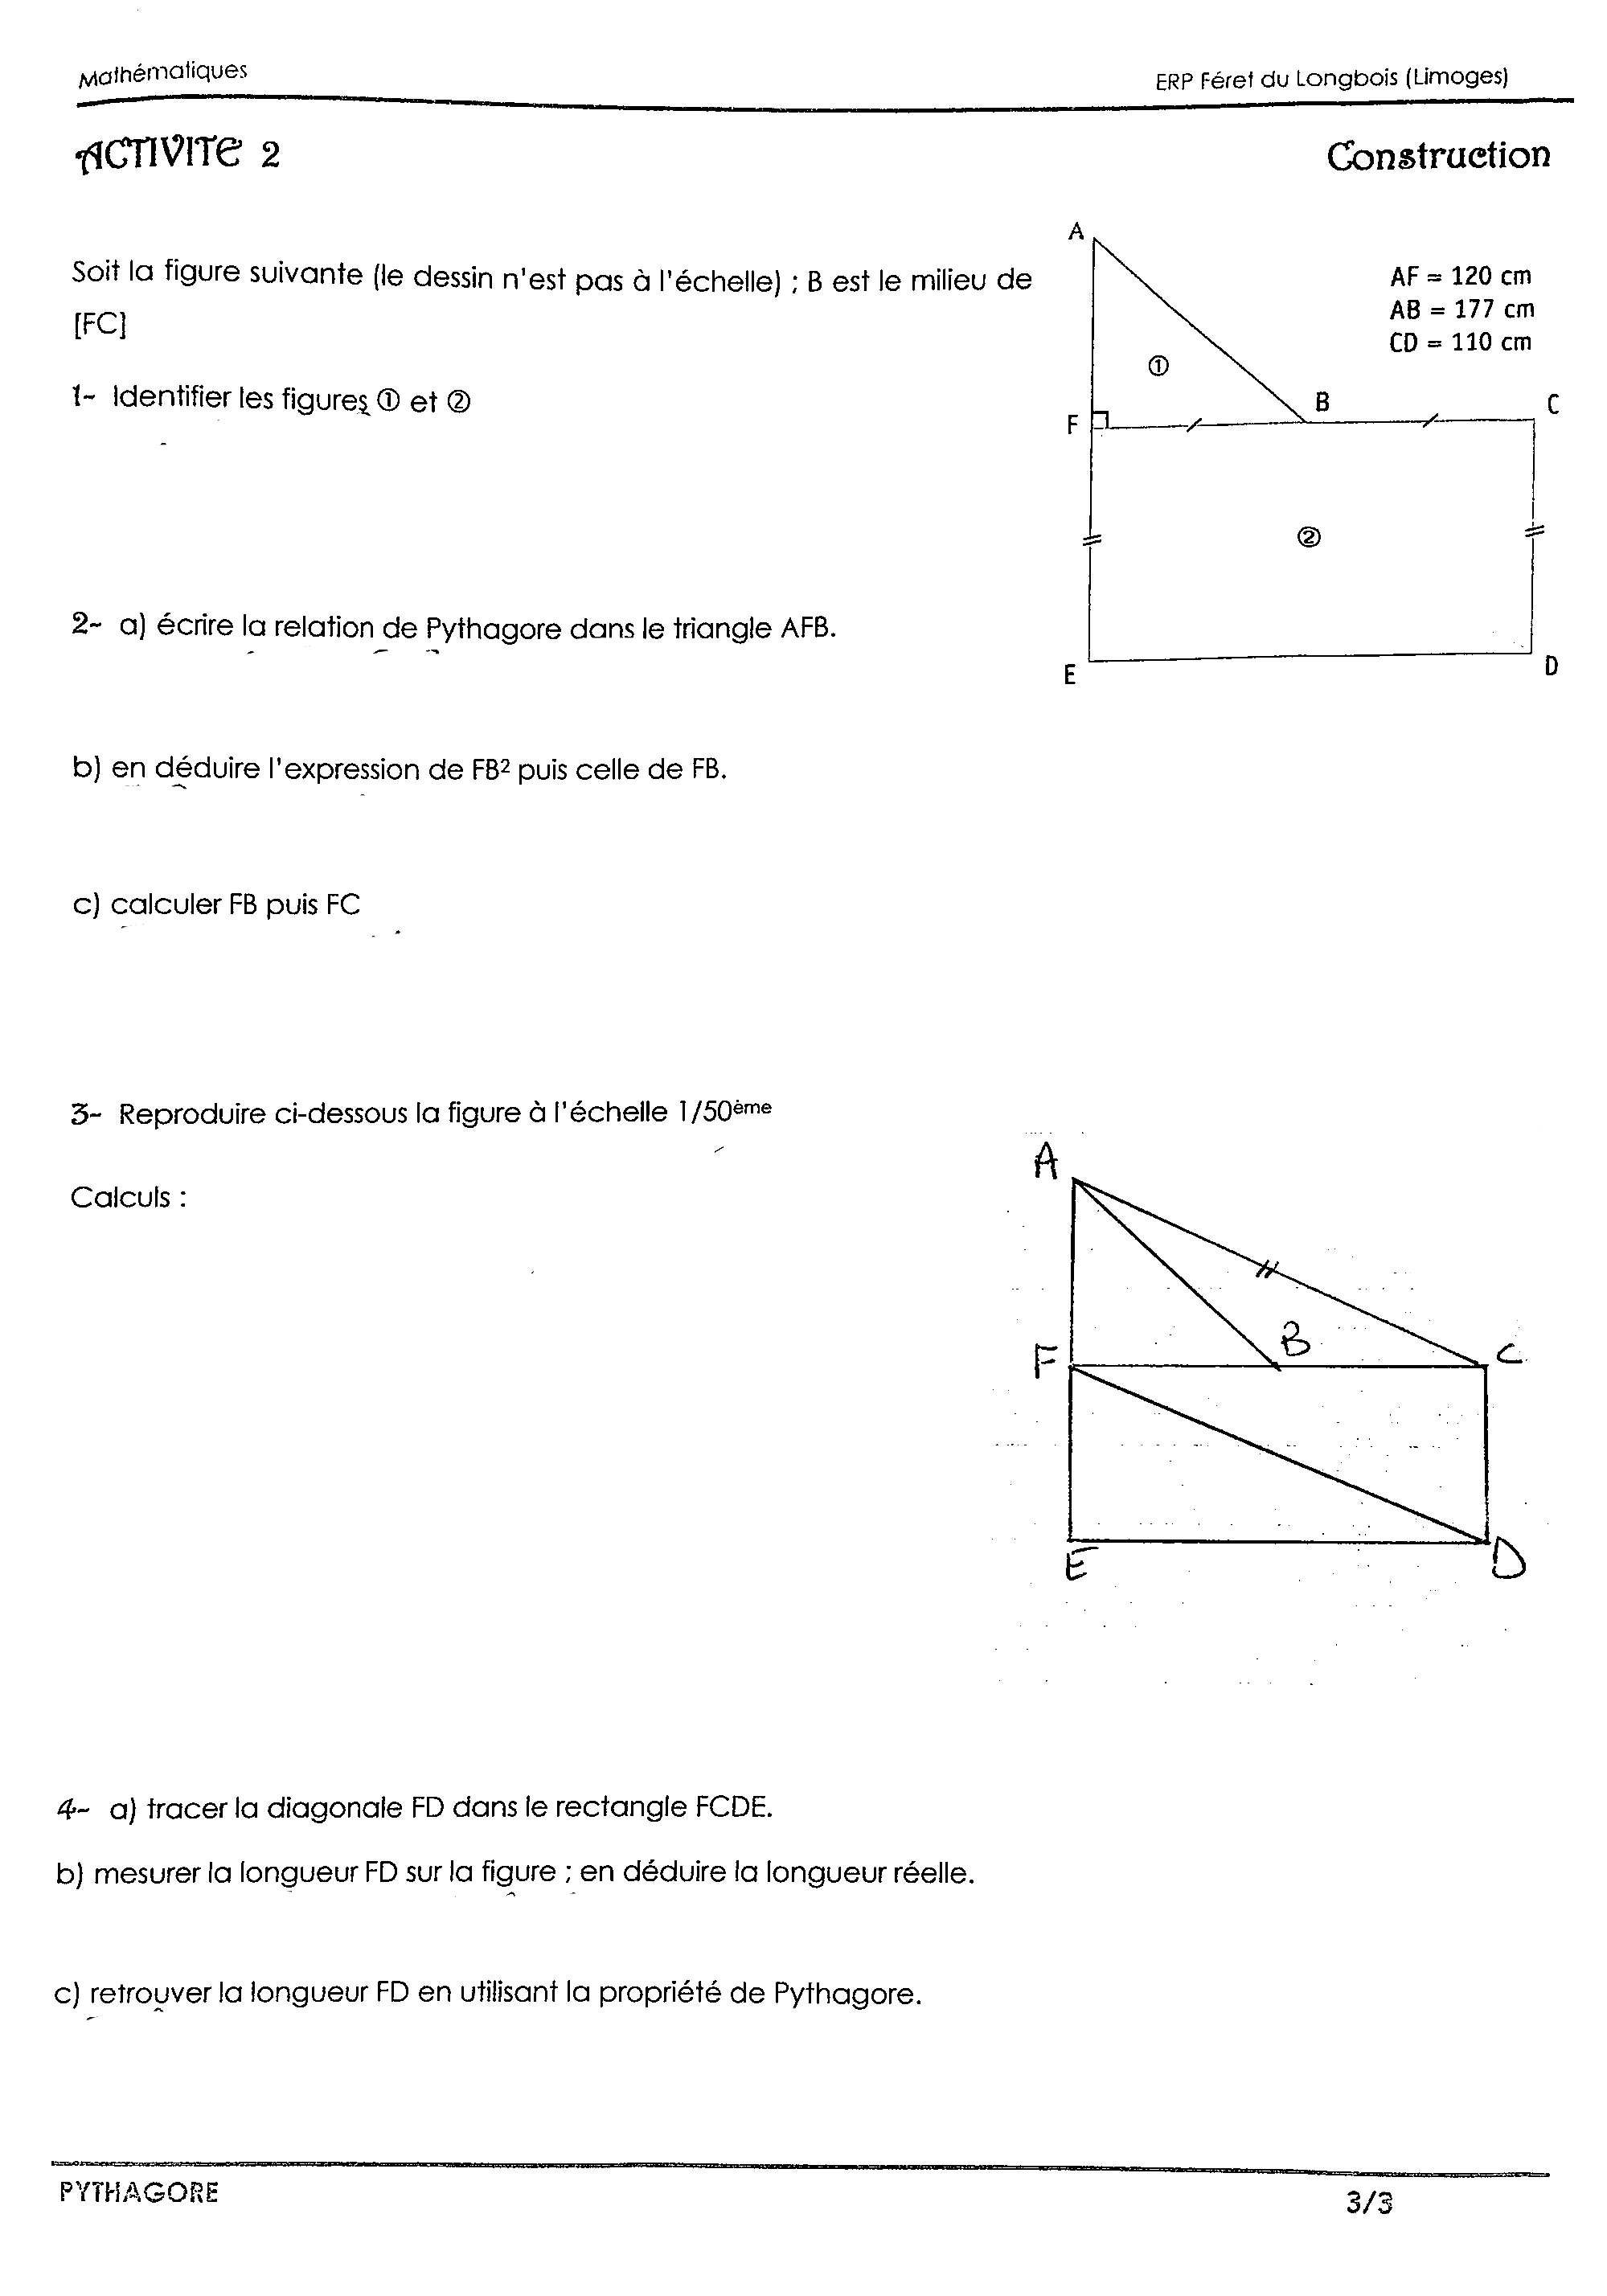 Mathématiques
ERP Féret du Longbois (Limoges)
ACTIVITE 2
Construction
Soit la figure suivante (le dessin n'est pas à l'échelle) ; B est le milieu de
[FC]
A
AF = 120 cm
AB = 177 cm
CD = 110 cm
①
B
C
F
②
E
D
1- Identifier les figures ① et ②
2- a) écrire la relation de Pythagore dans le triangle AFB.
b) en déduire l'expression de FB² puis celle de FB.
c) calculer FB puis FC
3- Reproduire ci-dessous la figure à l'échelle 1/50ème
Calculs :
A
B
F
C
E
D
4- a) tracer la diagonale FD dans le rectangle FCDE.
b) mesurer la longueur FD sur la figure ; en déduire la longueur réelle.
c) retrouver la longueur FD en utilisant la propriété de Pythagore.
PYTHAGORE
3/3